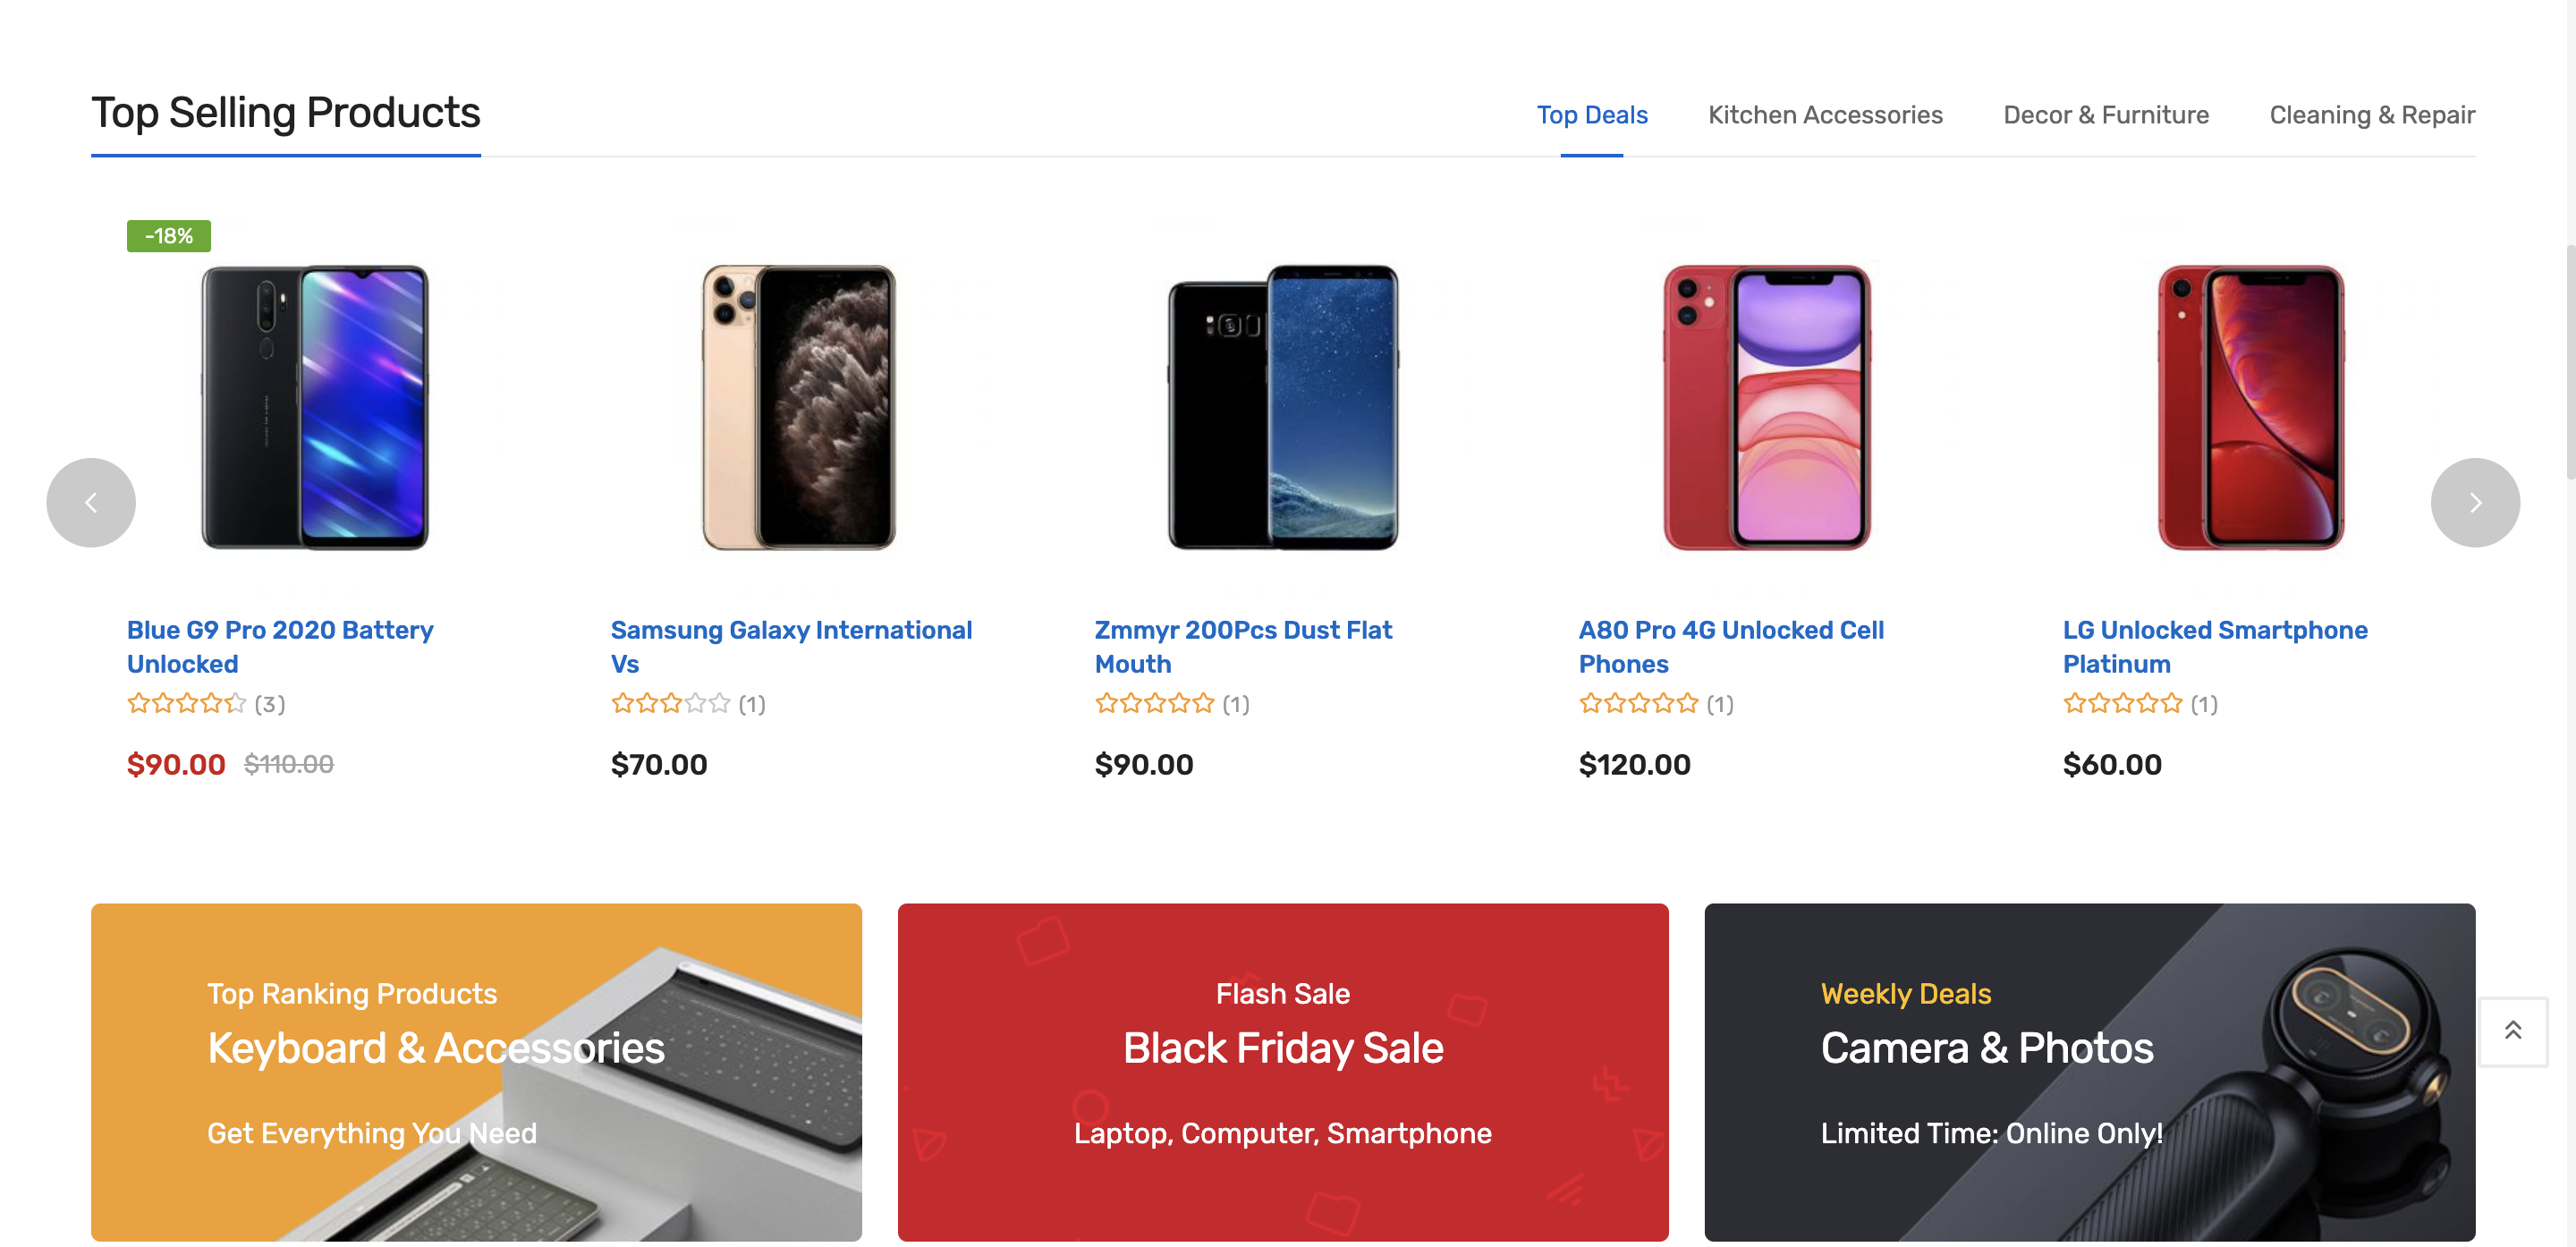 Top Selling Products
Top Deals
Kitchen Accessories
Decor & Furniture
Cleaning & Repair
-18%
Blue G9 Pro 2020 Battery
Unlocked
(3)
$90.00 $110.00
Samsung Galaxy International
Vs
(1)
$70.00
Zmmyr 200Pcs Dust Flat
Mouth
(1)
$90.00
A80 Pro 4G Unlocked Cell
Phones
(1)
$120.00
LG Unlocked Smartphone
Platinum
(1)
$60.00
Top Ranking Products
Keyboard & Accessories
Get Everything You Need
Flash Sale
Black Friday Sale
Laptop, Computer, Smartphone
Weekly Deals
Camera & Photos
Limited Time: Online Only!